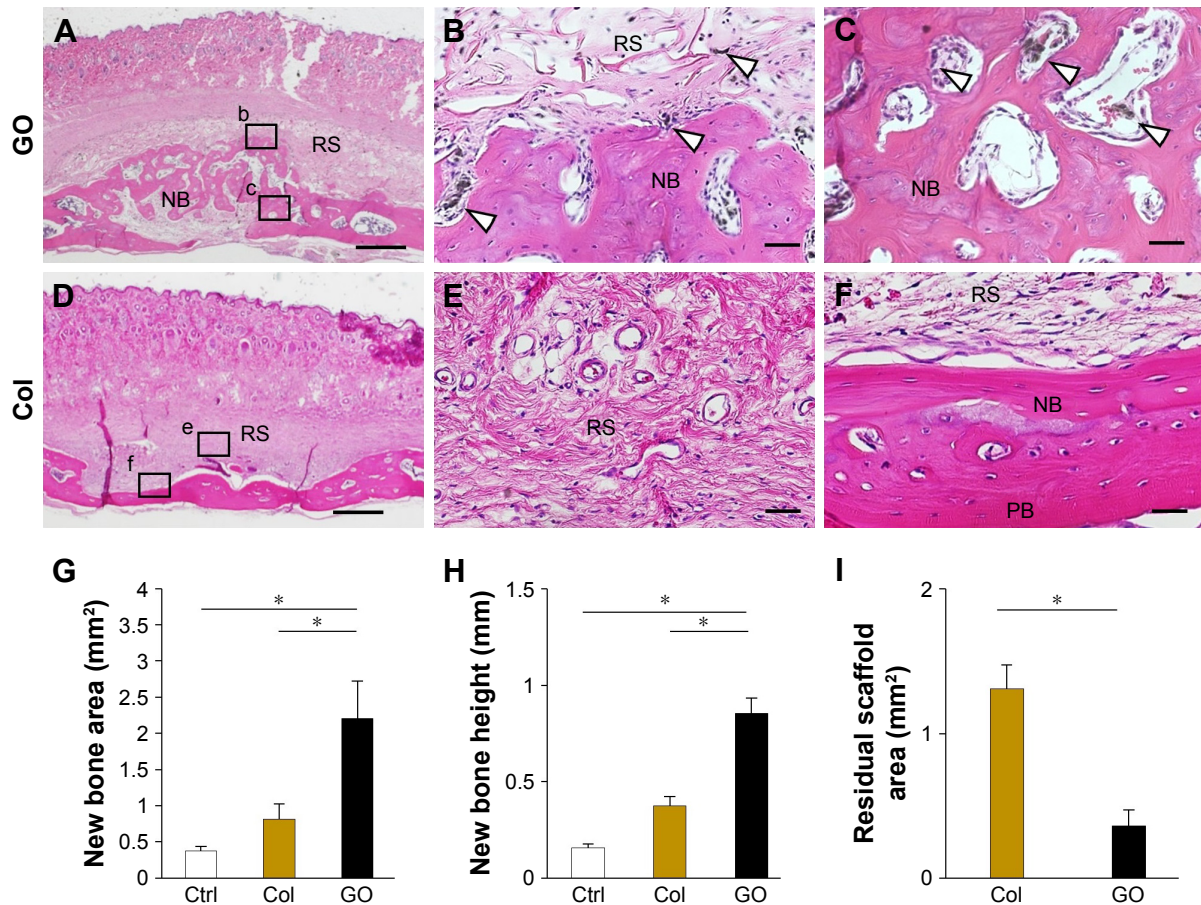 A
B
C
GO
b
RS
NB
c
RS
NB
NB
D
E
F
Col
e
RS
f
RS
RS
NB
PB
G
New bone area (mm²)
4
3.5
3
2.5
2
1.5
1
0.5
0
*
*
Ctrl
Col
GO
H
New bone height (mm)
1.5
1
0.5
0
*
*
Ctrl
Col
GO
I
Residual scaffold
area (mm²)
2
1
0
*
Col
GO